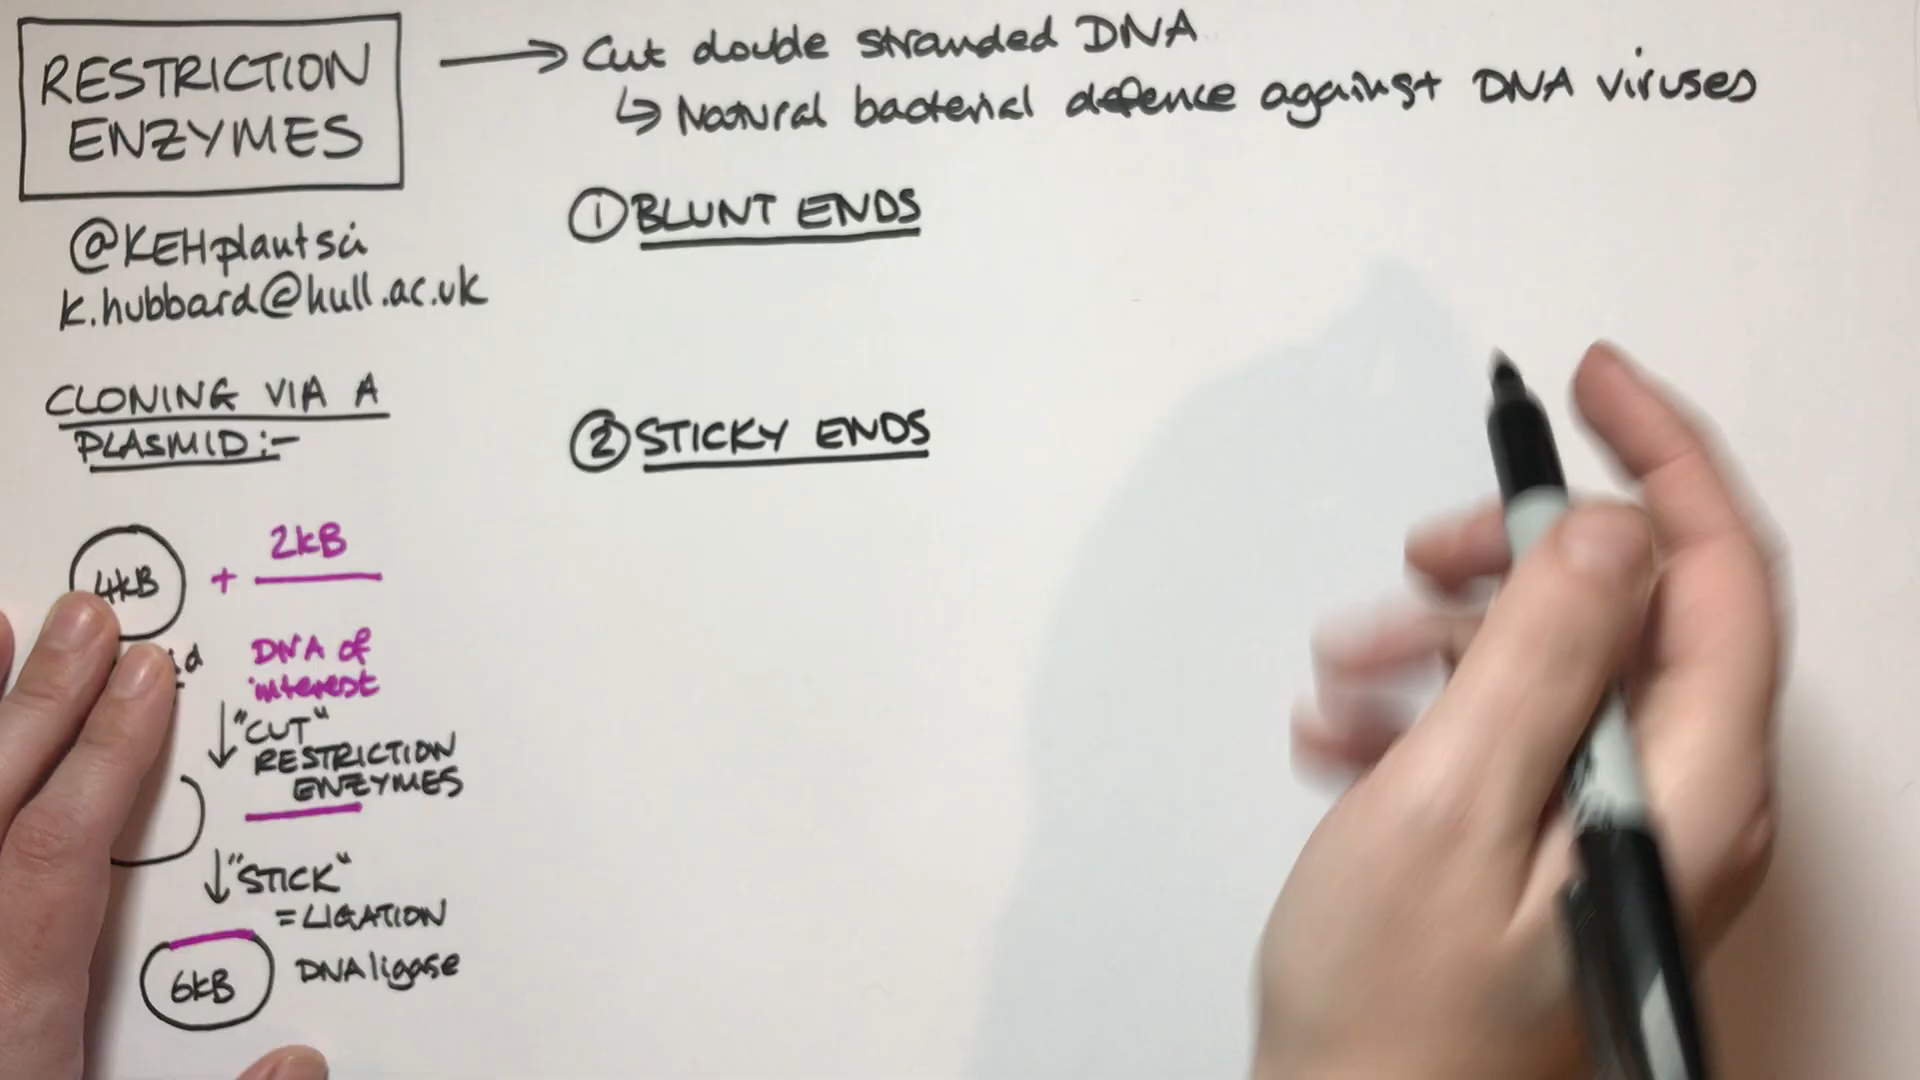 RESTRICTION
ENZYMES
→ Cut double stranded DNA
↳ Natural bacterial defence against DNA viruses
@KEHplantsci
k.hubbard@hull.ac.uk
① BLUNT ENDS
CLONING VIA A
PLASMID:-
② STICKY ENDS
4kB + 2kB
DNA of
interest
↓ "CUT"
RESTRICTION
ENZYMES
↓ "STICK"
= LIGATION
6kB DNA ligase